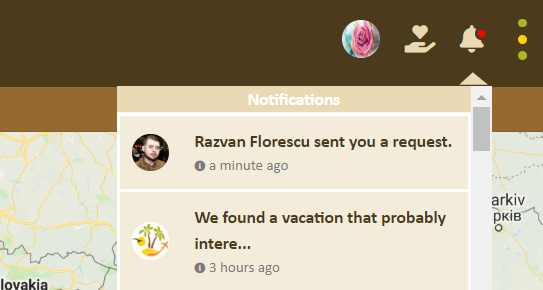 Notifications
Razvan Florescu sent you a request.
a minute ago
We found a vacation that probably
intere...
3 hours ago
arkiv
рків
lovakia